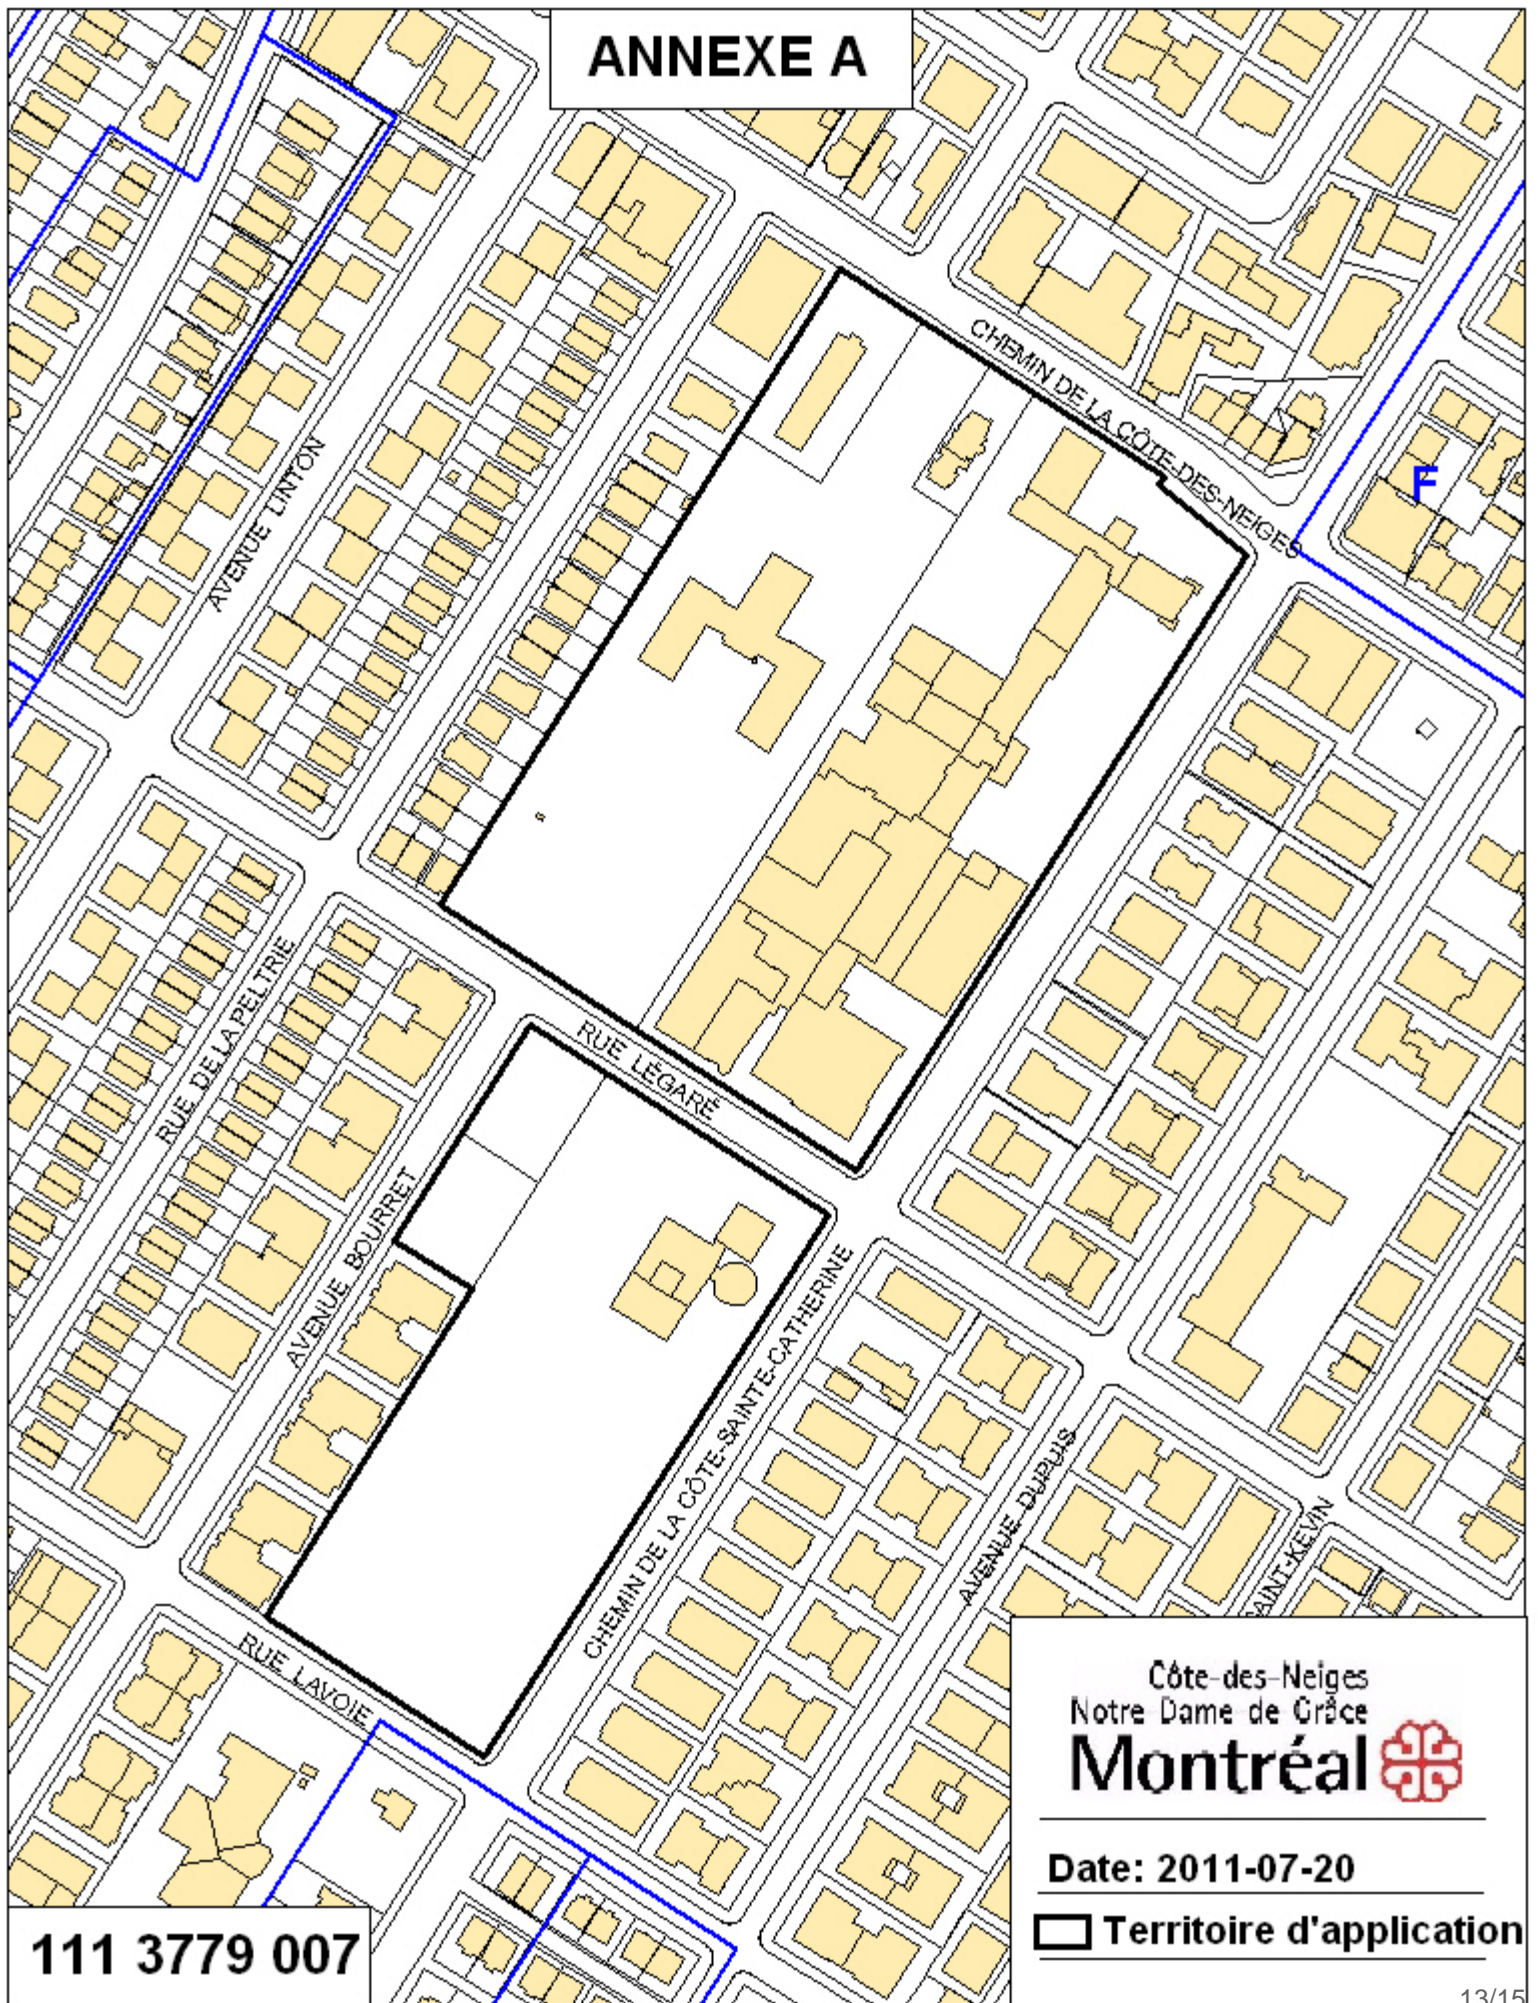 ANNEXE A
CHEMIN DE LA CÔTE-DES-NEIGES
F
AVENUE LINTON
RUE DE LA PELTRIE
RUE LÉGARÉ
AVENUE BOURRET
CHEMIN DE LA CÔTE-SAINTE-CATHERINE
AVENUE DUPUIS
SAINT-KEVIN
RUE LAVOIE
Côte-des-Neiges
Notre Dame de Grâce
Montréal
Date: 2011-07-20
Territoire d'application
111 3779 007
13/15